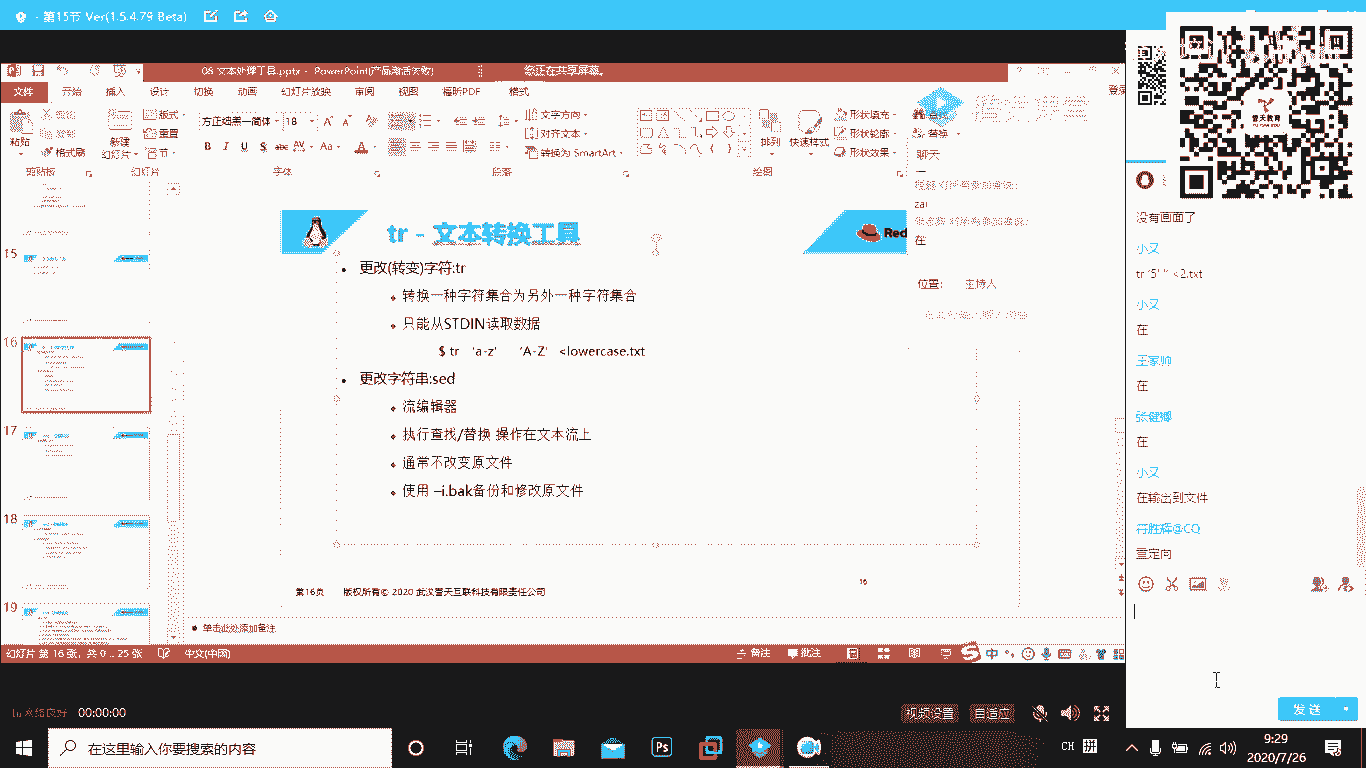 - 第15节 Ver(1.5.4.79 Beta)
06 文本处理工具.pptx - PowerPoint(产品激活失败)
您正在共享屏幕。
文件 开始 插入 设计 切换 动画 幻灯片放映 审阅 视图 福昕PDF 格式
粘贴
格式刷
剪贴板
新建
幻灯片
版式
重置
节
幻灯片
方正细黑一简体 18
字体
文字方向
对齐文本
转换为 SmartArt
段落
排列 快速样式
形状填充
形状轮廓
形状效果
绘图
替换
聊天
zai
在
位置： 主持人
誉天教育
15
16
17
18
19
tr - 文本转换工具
Red
更改(转变)字符:tr
转换一种字符集合为另外一种字符集合
只能从STDIN读取数据
$ tr ‘a-z’ ‘A-Z’ <lowercase.txt
更改字符串:sed
流编辑器
执行查找/替换 操作在文本流上
通常不改变原文件
使用 –i.bak备份和修改原文件
第16页 版权所有© 2020 武汉誉天互联科技有限责任公司
16
单击此处添加备注
幻灯片 第 16 张，共 25 张 中文(中国)
备注 批注
没有画面了
小又
小又
在
王家帅
在
张健娜
在
小又
在输出到文件
符胜辉@CQ
重定向
发 送
网络良好 00:00:00
视频设置 自适应
在这里输入你要搜索的内容
Ps
CH 拼
9:29
2020/7/26